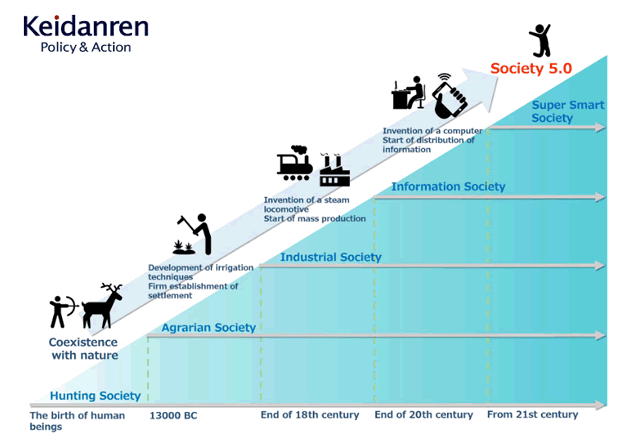 Keidanren
Policy & Action
Society 5.0
Super Smart
Society
Invention of a computer
Start of distribution of
information
Information Society
Invention of a steam
locomotive
Start of mass production
Industrial Society
Development of irrigation
techniques
Firm establishment of
settlement
Agrarian Society
Coexistence
with nature
Hunting Society
The birth of human
beings
13000 BC
End of 18th century
End of 20th century
From 21st century